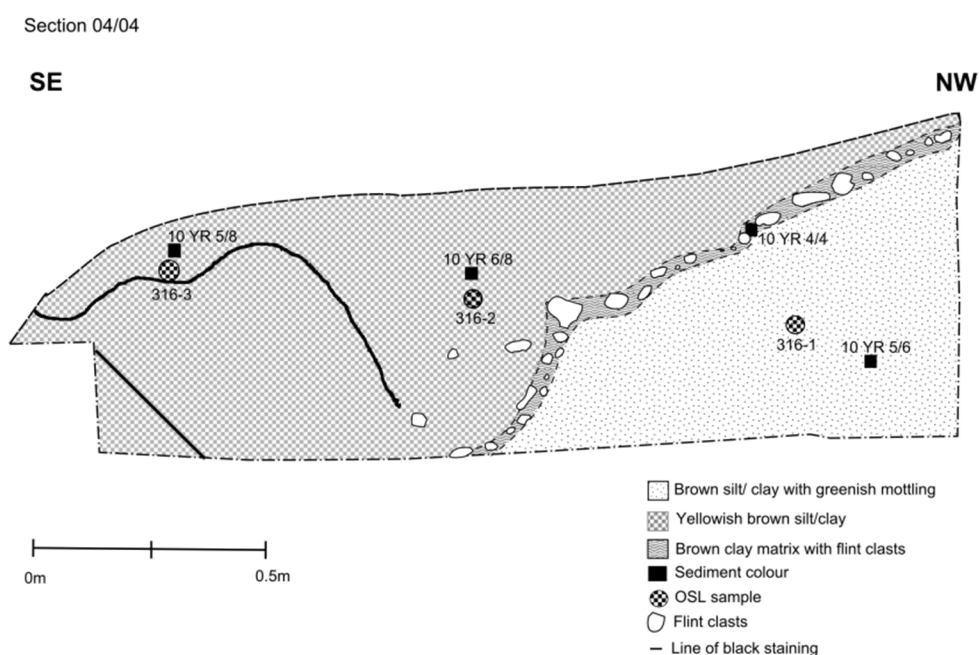 Section 04/04
SE
NW
10 YR 5/8
316-3
10 YR 6/8
316-2
10 YR 4/4
316-1
10 YR 5/6
Brown silt/ clay with greenish mottling
Yellowish brown silt/clay
Brown clay matrix with flint clasts
Sediment colour
OSL sample
Flint clasts
Line of black staining
0m
0.5m